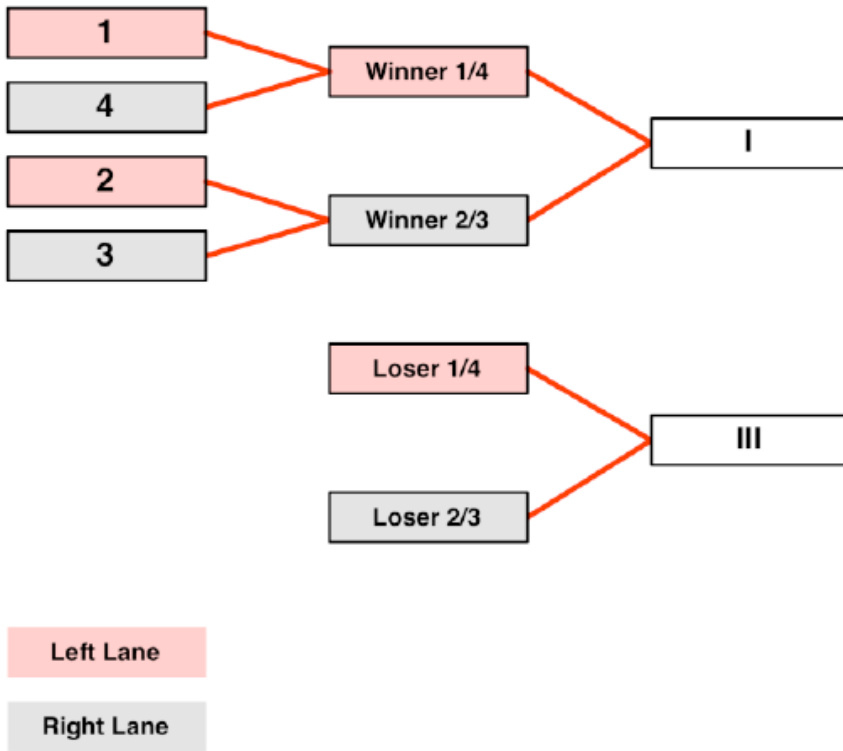 1
Winner 1/4
4
I
2
Winner 2/3
3
Loser 1/4
III
Loser 2/3
Left Lane
Right Lane